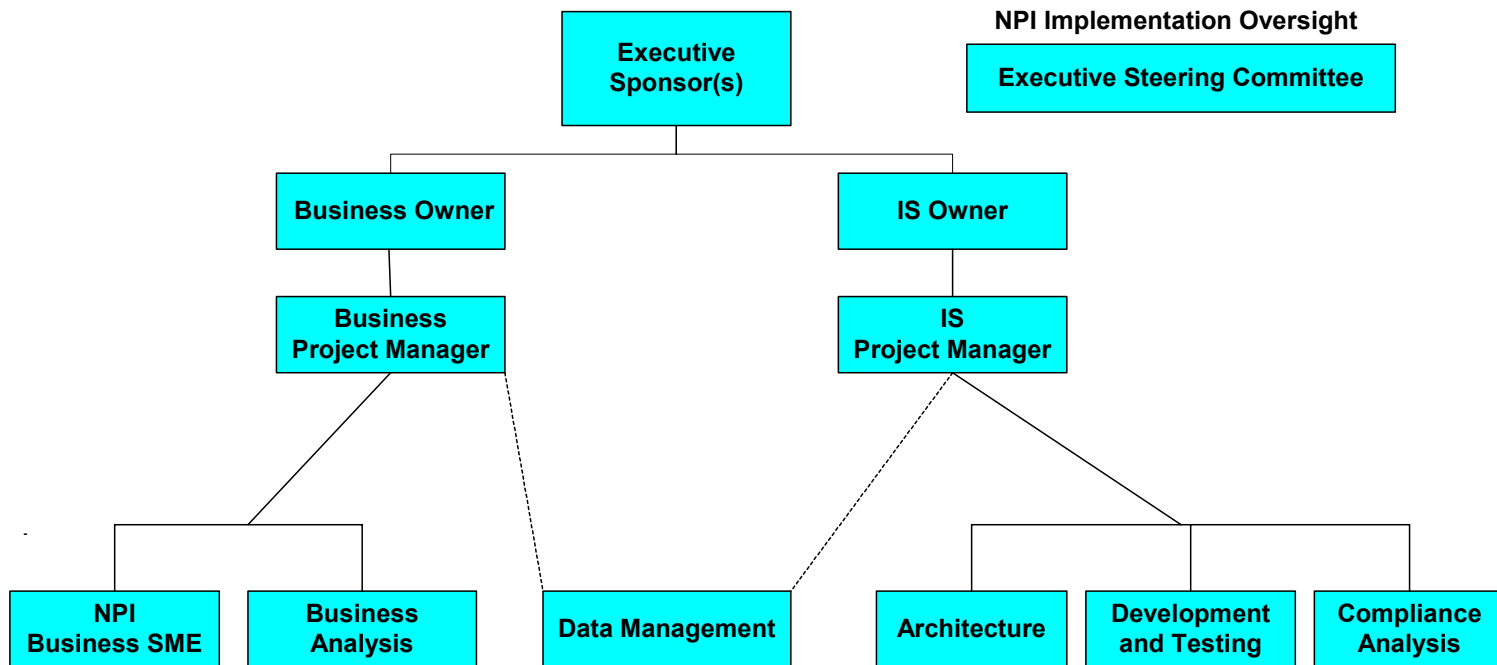 NPI Implementation Oversight
Executive
Sponsor(s)
Executive Steering Committee
Business Owner
IS Owner
Business
Project Manager
IS
Project Manager
NPI
Business SME
Business
Analysis
Data Management
Architecture
Development
and Testing
Compliance
Analysis